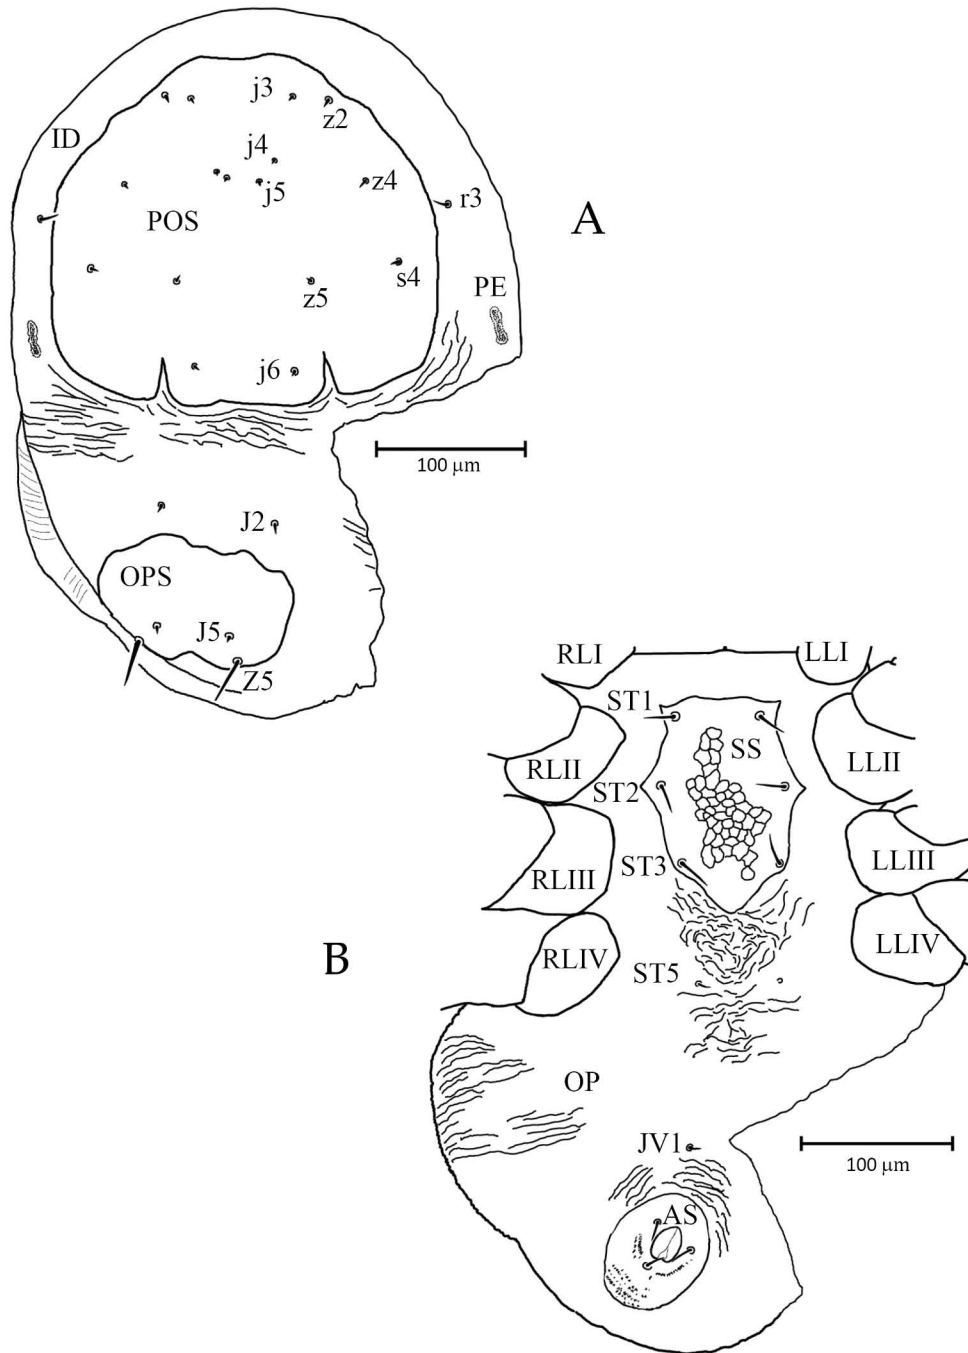 j3
z2
ID
j4
j5
z4
r3
A
POS
s4
z5
PE
j6
100 μm
J2
OPS
J5
Z5
RLI
LLI
ST1
SS
RLII
LLII
ST2
ST3
RLIII
LLIII
B
RLIV
LLIV
ST5
OP
JV1
100 μm
AS